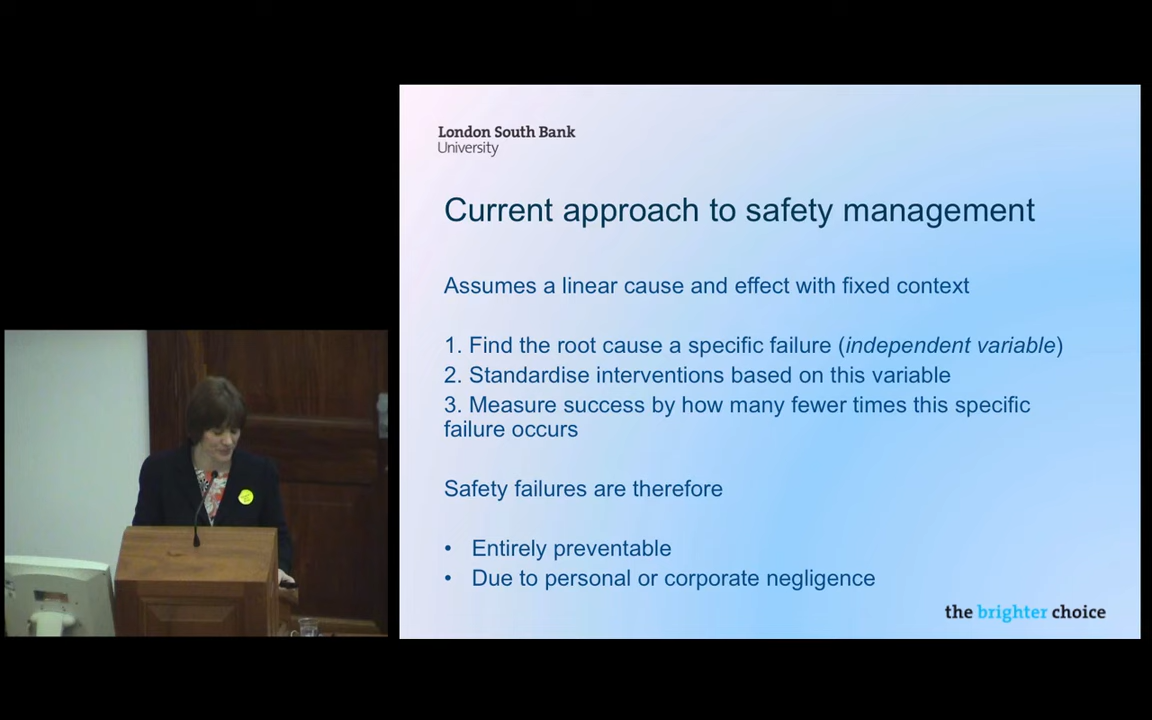 London South Bank
University
Current approach to safety management
Assumes a linear cause and effect with fixed context
1. Find the root cause a specific failure (independent variable)
2. Standardise interventions based on this variable
3. Measure success by how many fewer times this specific
failure occurs
Safety failures are therefore
• Entirely preventable
• Due to personal or corporate negligence
the brighter choice